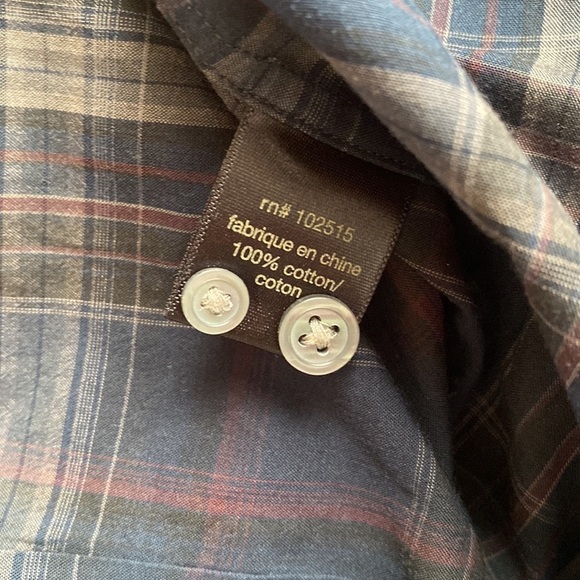 rn# 102515
fabrique en chine
100% cotton/
coton